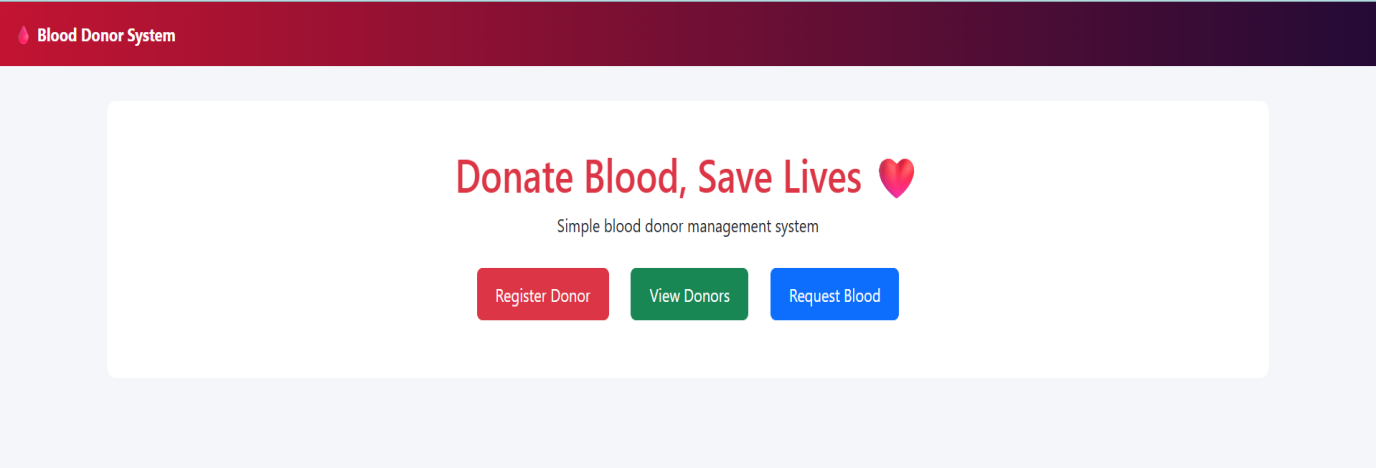 Blood Donor System
Donate Blood, Save Lives
Simple blood donor management system
Register Donor
View Donors
Request Blood